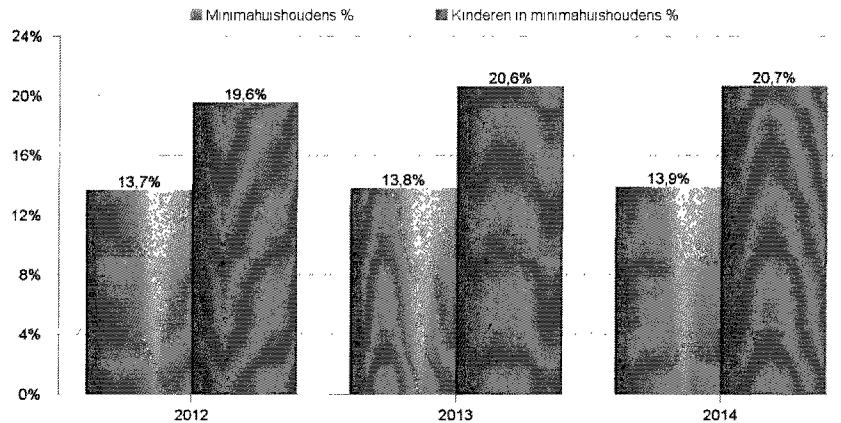 Minimahuishoudens % Kinderen in minimahuishoudens %
24%
20%
16%
12%
8%
4%
0%
13,7% 19,6% 13,8% 20,6% 13,9% 20,7%
2012 2013 2014